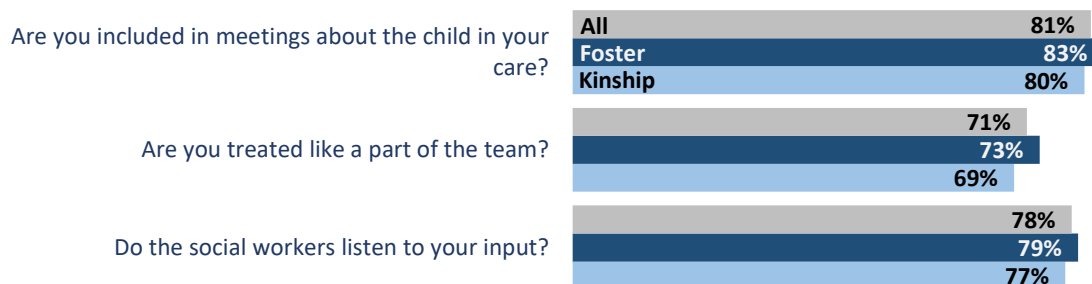 Are you included in meetings about the child in your
care?
All 81%
Foster 83%
Kinship 80%
Are you treated like a part of the team?
71%
73%
69%
Do the social workers listen to your input?
78%
79%
77%